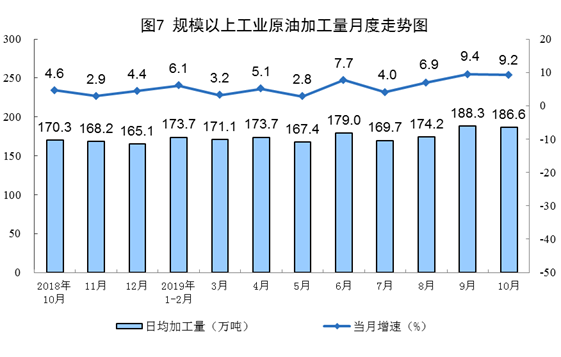 图7 规模以上工业原油加工量月度走势图
300 20
4.6 2.9 4.4 6.1 3.2 5.1 2.8 7.7 4.0 6.9 9.4 9.2
250 10
200 0
170.3 168.2 165.1 173.7 171.1 173.7 167.4 179.0 169.7 174.2 188.3 186.6
150 -10
100 -20
-30
50 -40
0 -50
2018年 11月 12月 2019年 3月 4月 5月 6月 7月 8月 9月 10月
10月 1-2月
日均加工量（万吨） 当月增速（%）